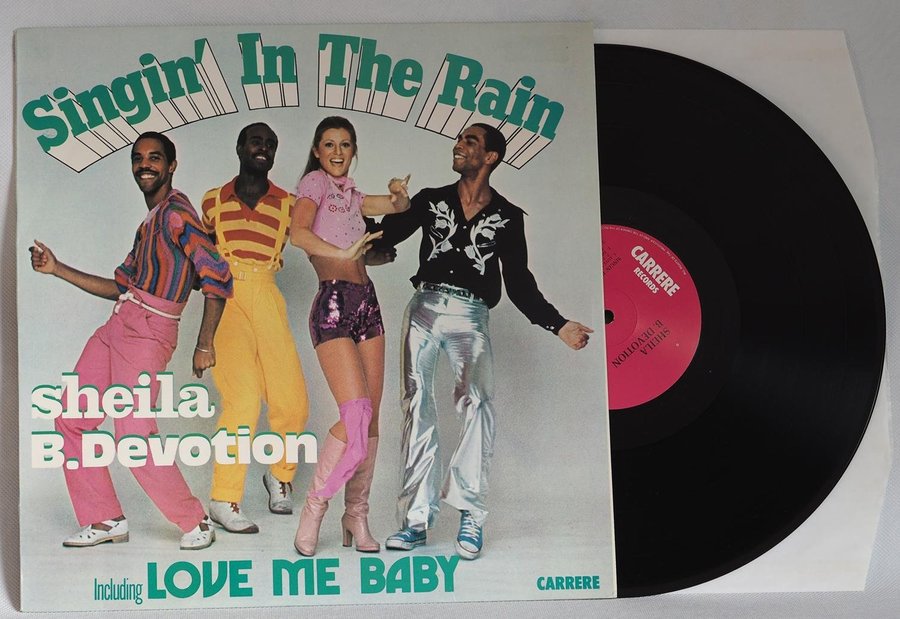 Singin' In The Rain
sheila
B.Devotion
Including LOVE ME BABY
CARRERE
CARRERE
RECORDS
SHEILA
B. DEVOTION